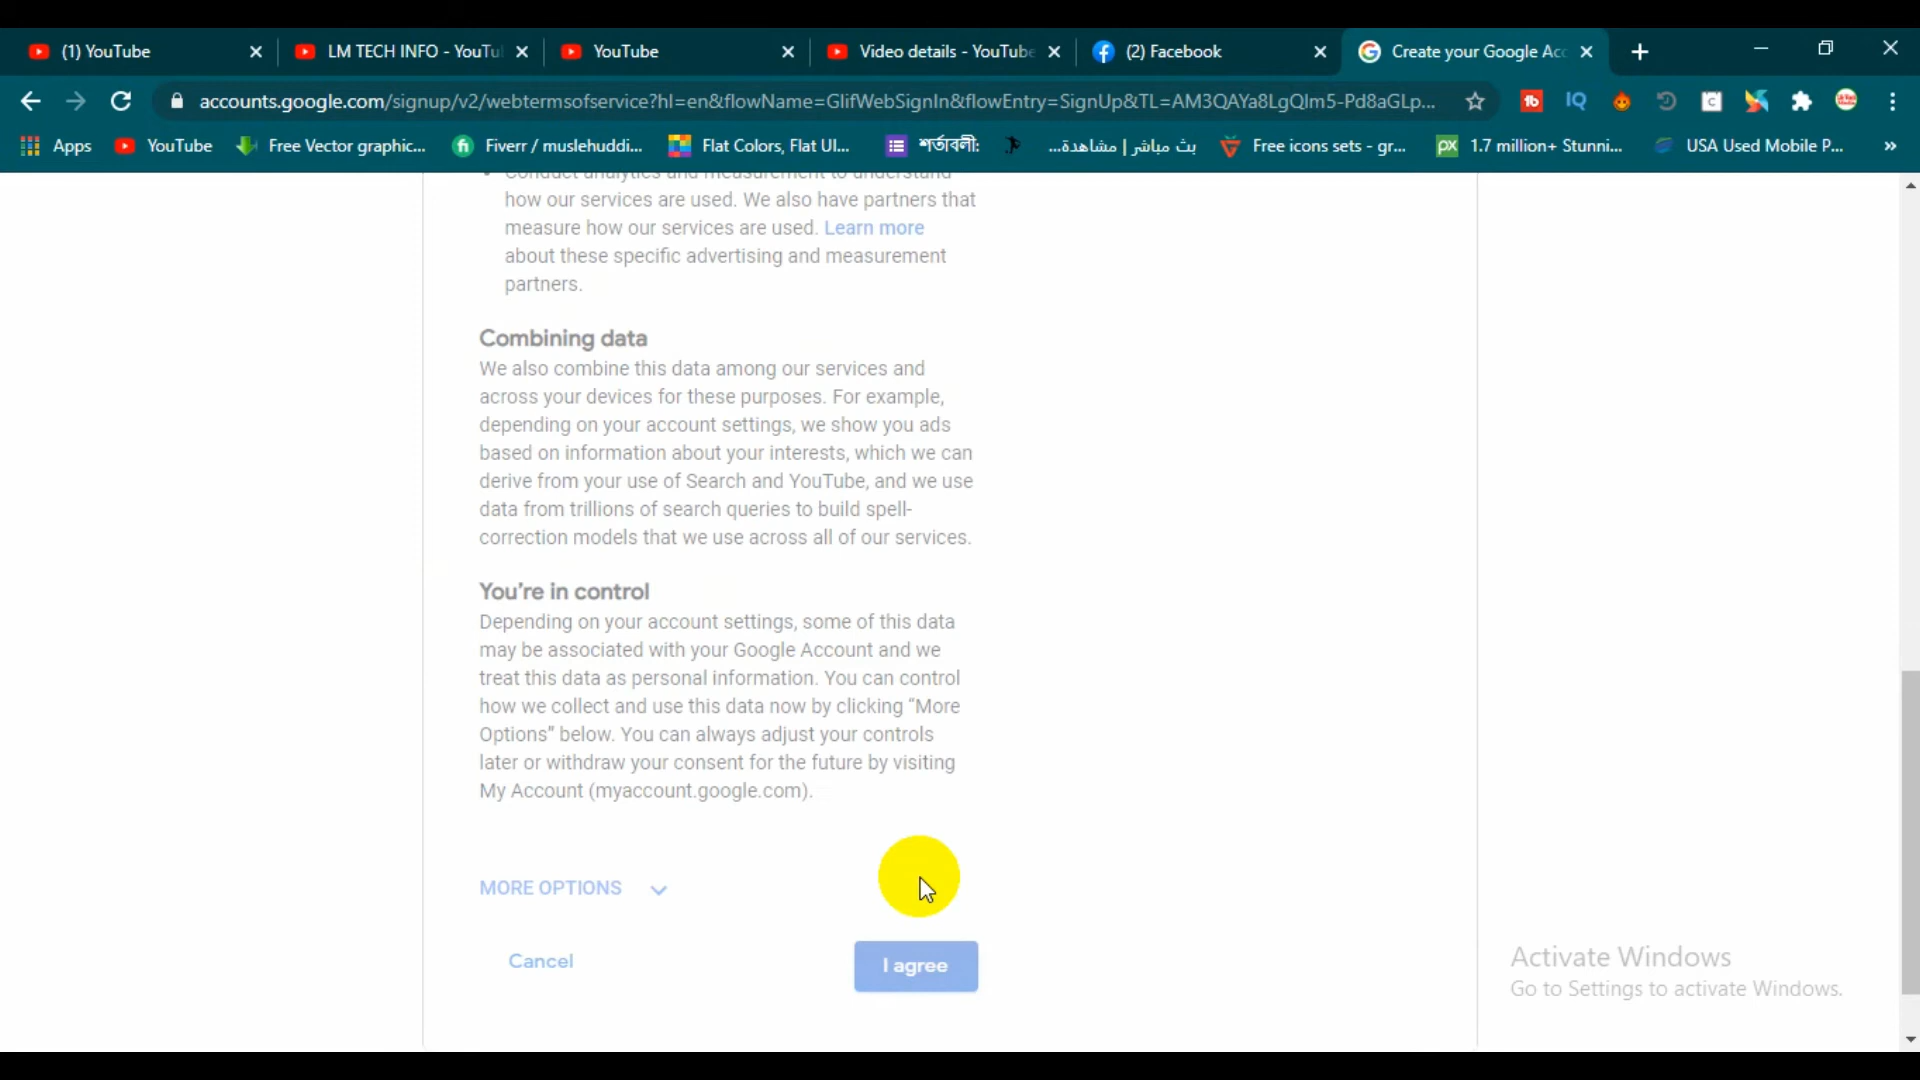 (1) YouTube
LM TECH INFO - YouTu
YouTube
Video details - YouTube
(2) Facebook
Create your Google Acc
accounts.google.com/signup/v2/webtermsofservice?hl=en&flowName=GlifWebSignIn&flowEntry=SignUp&TL=AM3QAYa8LgQlm5-Pd8aGLp...
Apps
YouTube
Free Vector graphic...
Fiverr / muslehuddi...
Flat Colors, Flat UI...
শর্তাবলী:
بث مباشر | مشاهدة...
Free icons sets - gr...
1.7 million+ Stunni...
USA Used Mobile P...
»
Conduct analytics and measurement to understand
how our services are used. We also have partners that
measure how our services are used. Learn more
about these specific advertising and measurement
partners.
Combining data
We also combine this data among our services and
across your devices for these purposes. For example,
depending on your account settings, we show you ads
based on information about your interests, which we can
derive from your use of Search and YouTube, and we use
data from trillions of search queries to build spell-
correction models that we use across all of our services.
You're in control
Depending on your account settings, some of this data
may be associated with your Google Account and we
treat this data as personal information. You can control
how we collect and use this data now by clicking “More
Options” below. You can always adjust your controls
later or withdraw your consent for the future by visiting
My Account (myaccount.google.com).
MORE OPTIONS
Cancel
I agree
Activate Windows
Go to Settings to activate Windows.